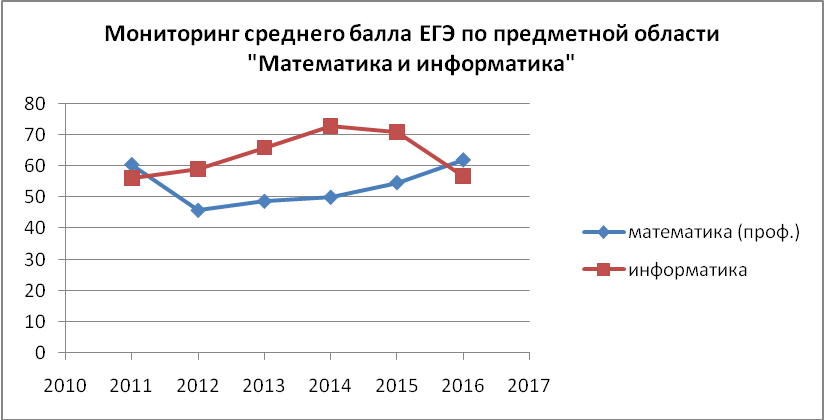 Мониторинг среднего балла ЕГЭ по предметной области
"Математика и информатика"
80
70
60
50
40
30
20
10
0
2010 2011 2012 2013 2014 2015 2016 2017
математика (проф.)
информатика